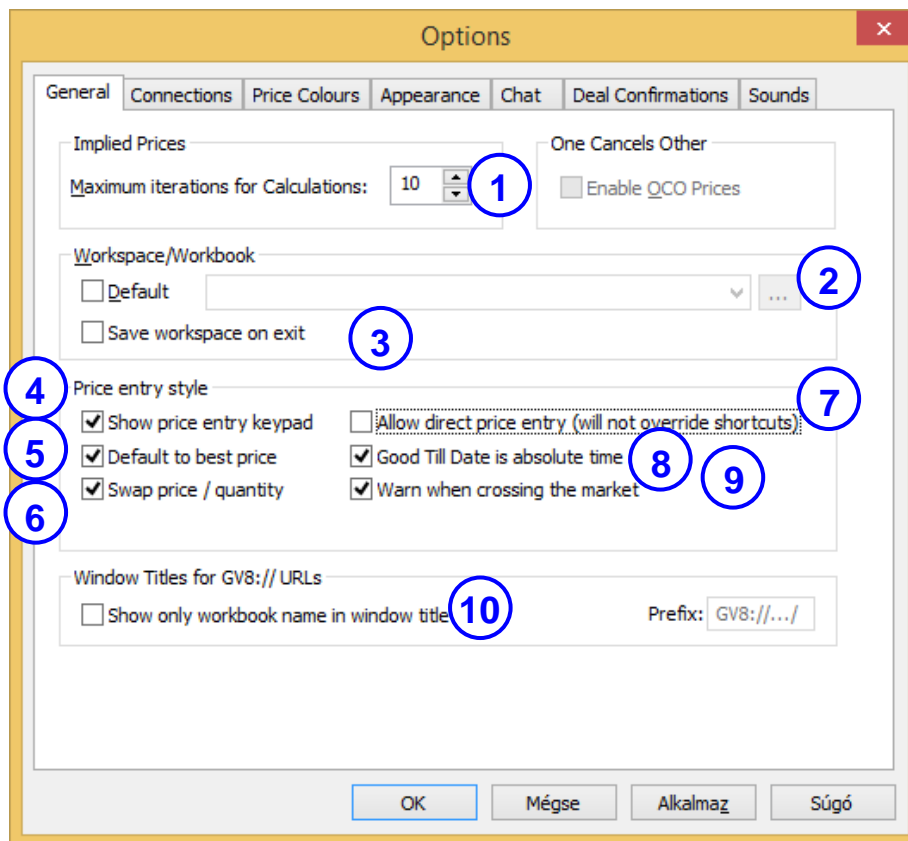 Options
General Connections Price Colours Appearance Chat Deal Confirmations Sounds
Implied Prices
One Cancels Other
Maximum iterations for Calculations: 10 1
Enable OCO Prices
Workspace/Workbook
2
Default ...
Save workspace on exit 3
4 Price entry style 7
Show price entry keypad Allow direct price entry (will not override shortcuts)
5 Default to best price Good Till Date is absolute time 8 9
6 Swap price / quantity Warn when crossing the market
Window Titles for GV8:// URLs
Show only workbook name in window title 10 Prefix: GV8://.../
OK Mégse Alkalmaz Súgó